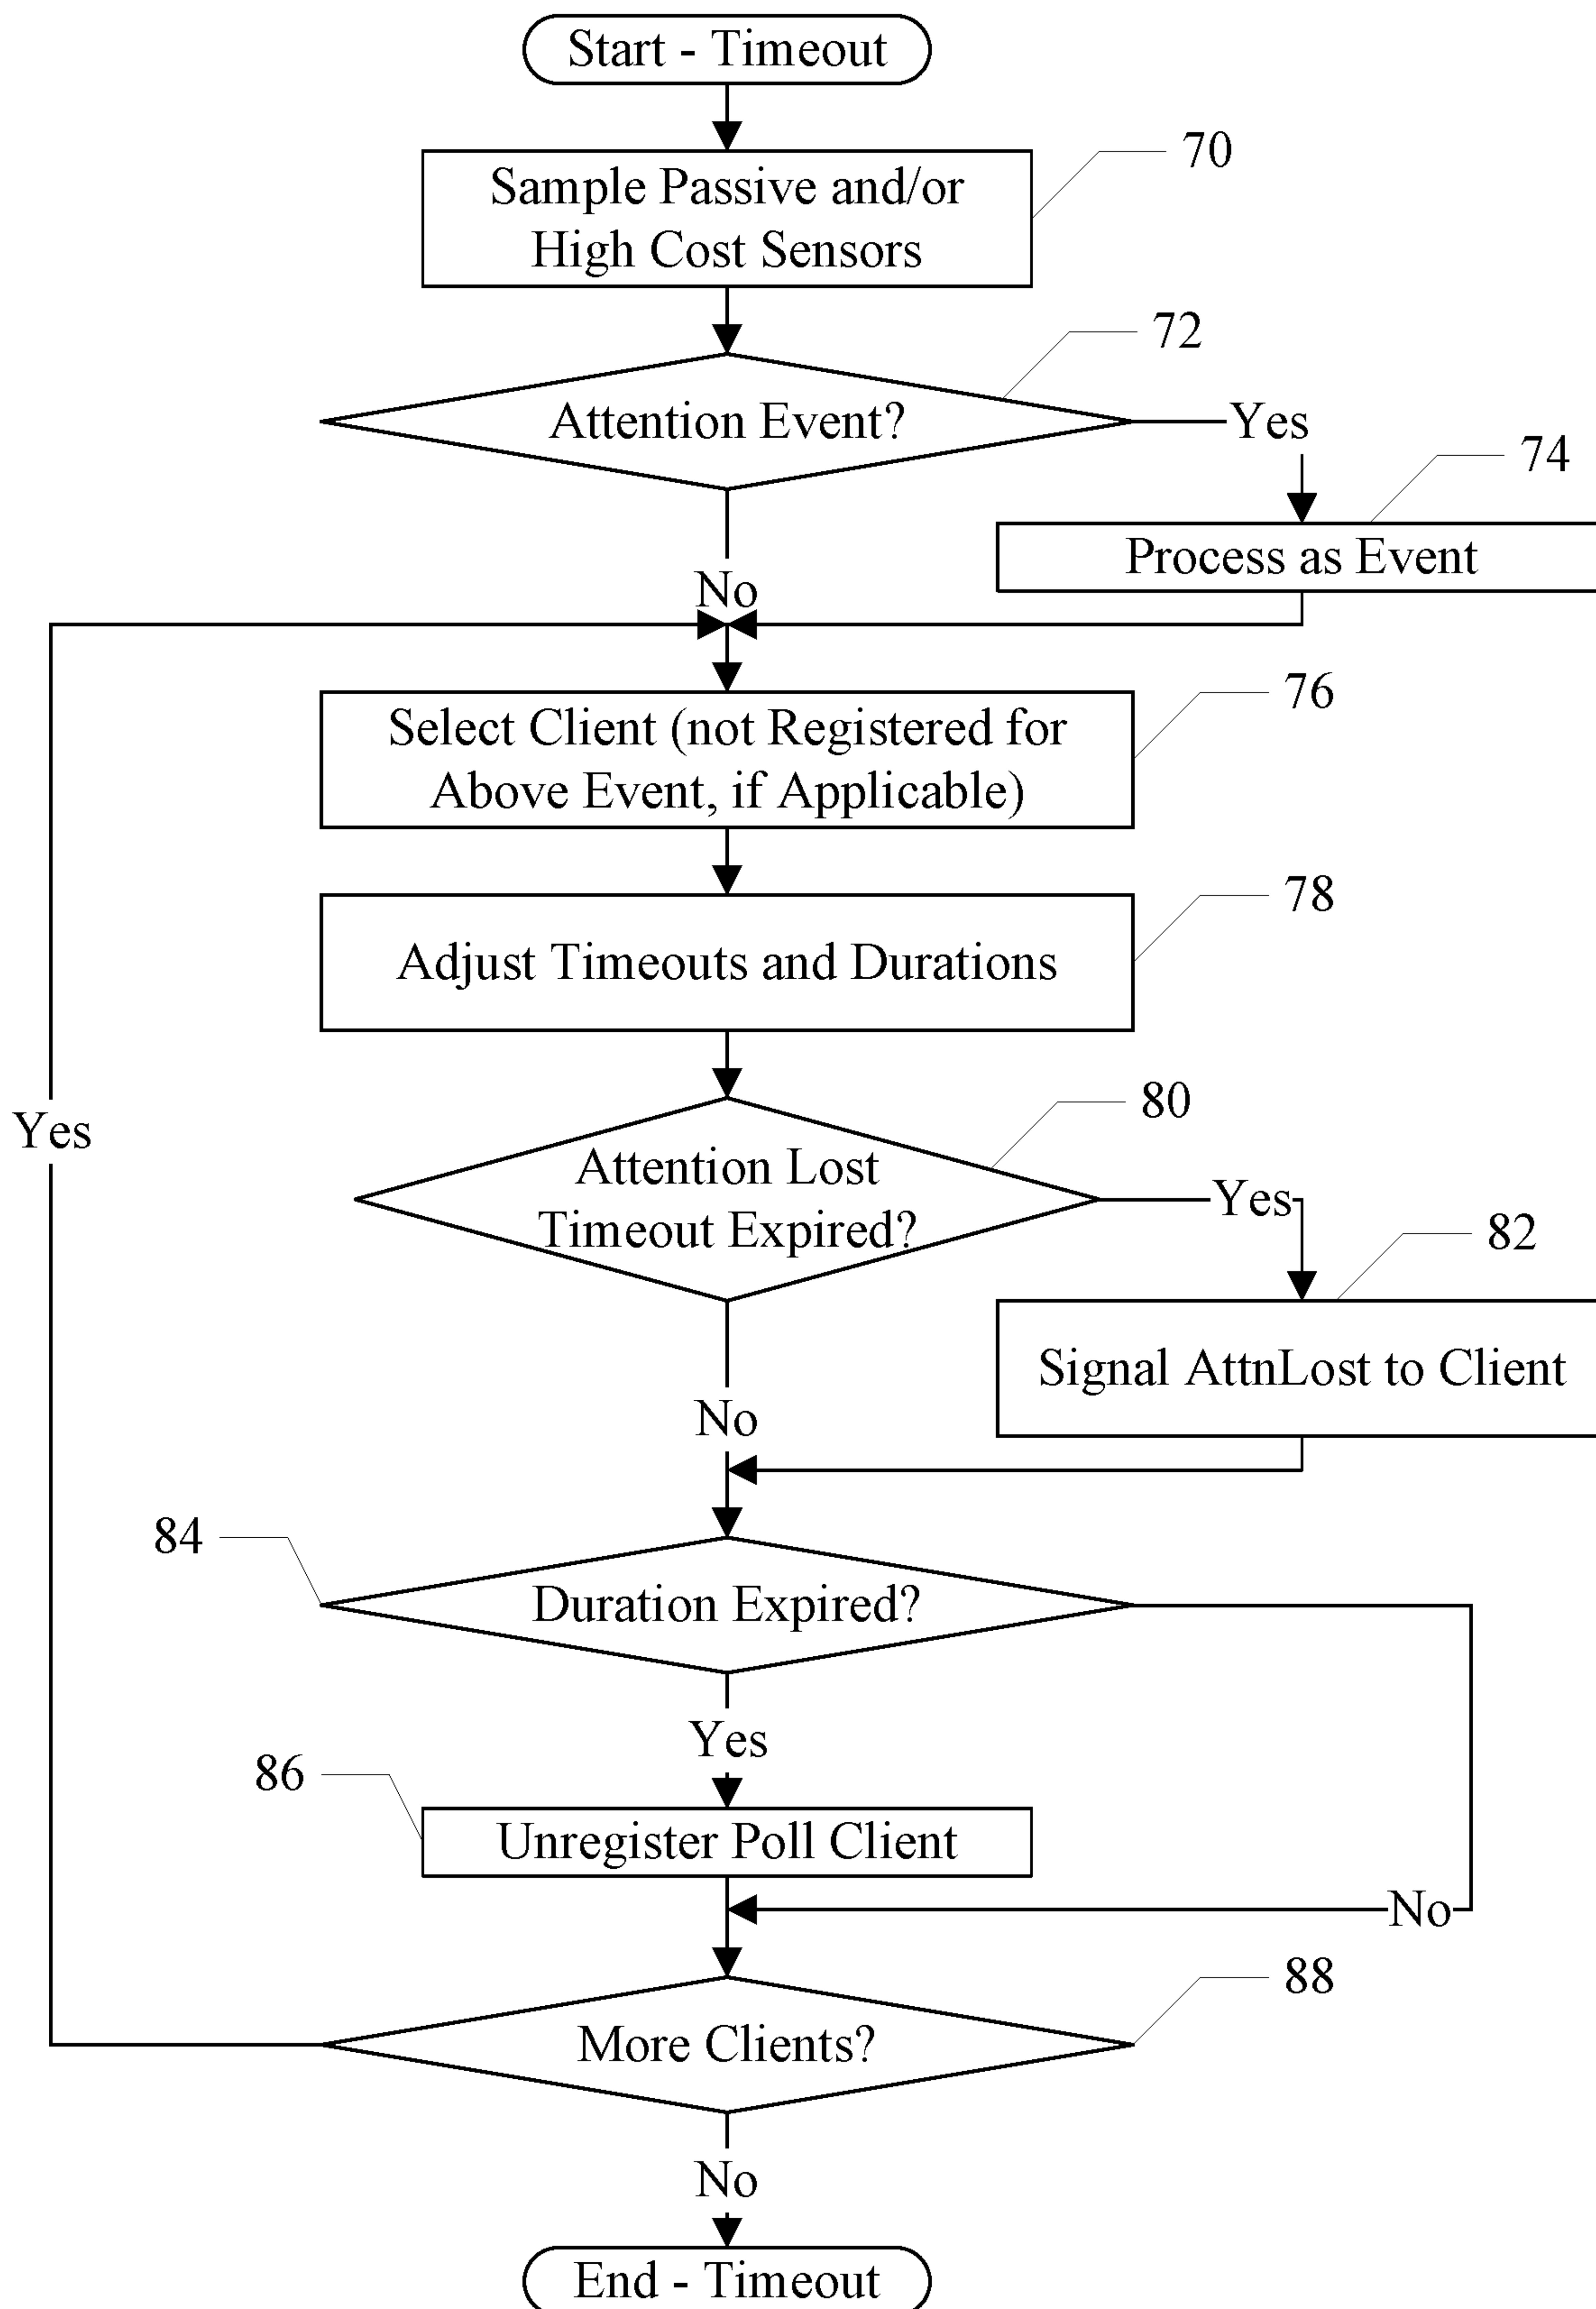 Start - Timeout
70
Sample Passive and/or
High Cost Sensors
72
Attention Event?
Yes
74
Process as Event
No
76
Select Client (not Registered for
Above Event, if Applicable)
78
Adjust Timeouts and Durations
80
Yes
Attention Lost
Timeout Expired?
Yes
82
Signal AttnLost to Client
No
84
Duration Expired?
Yes
86
Unregister Poll Client
No
88
More Clients?
No
End - Timeout